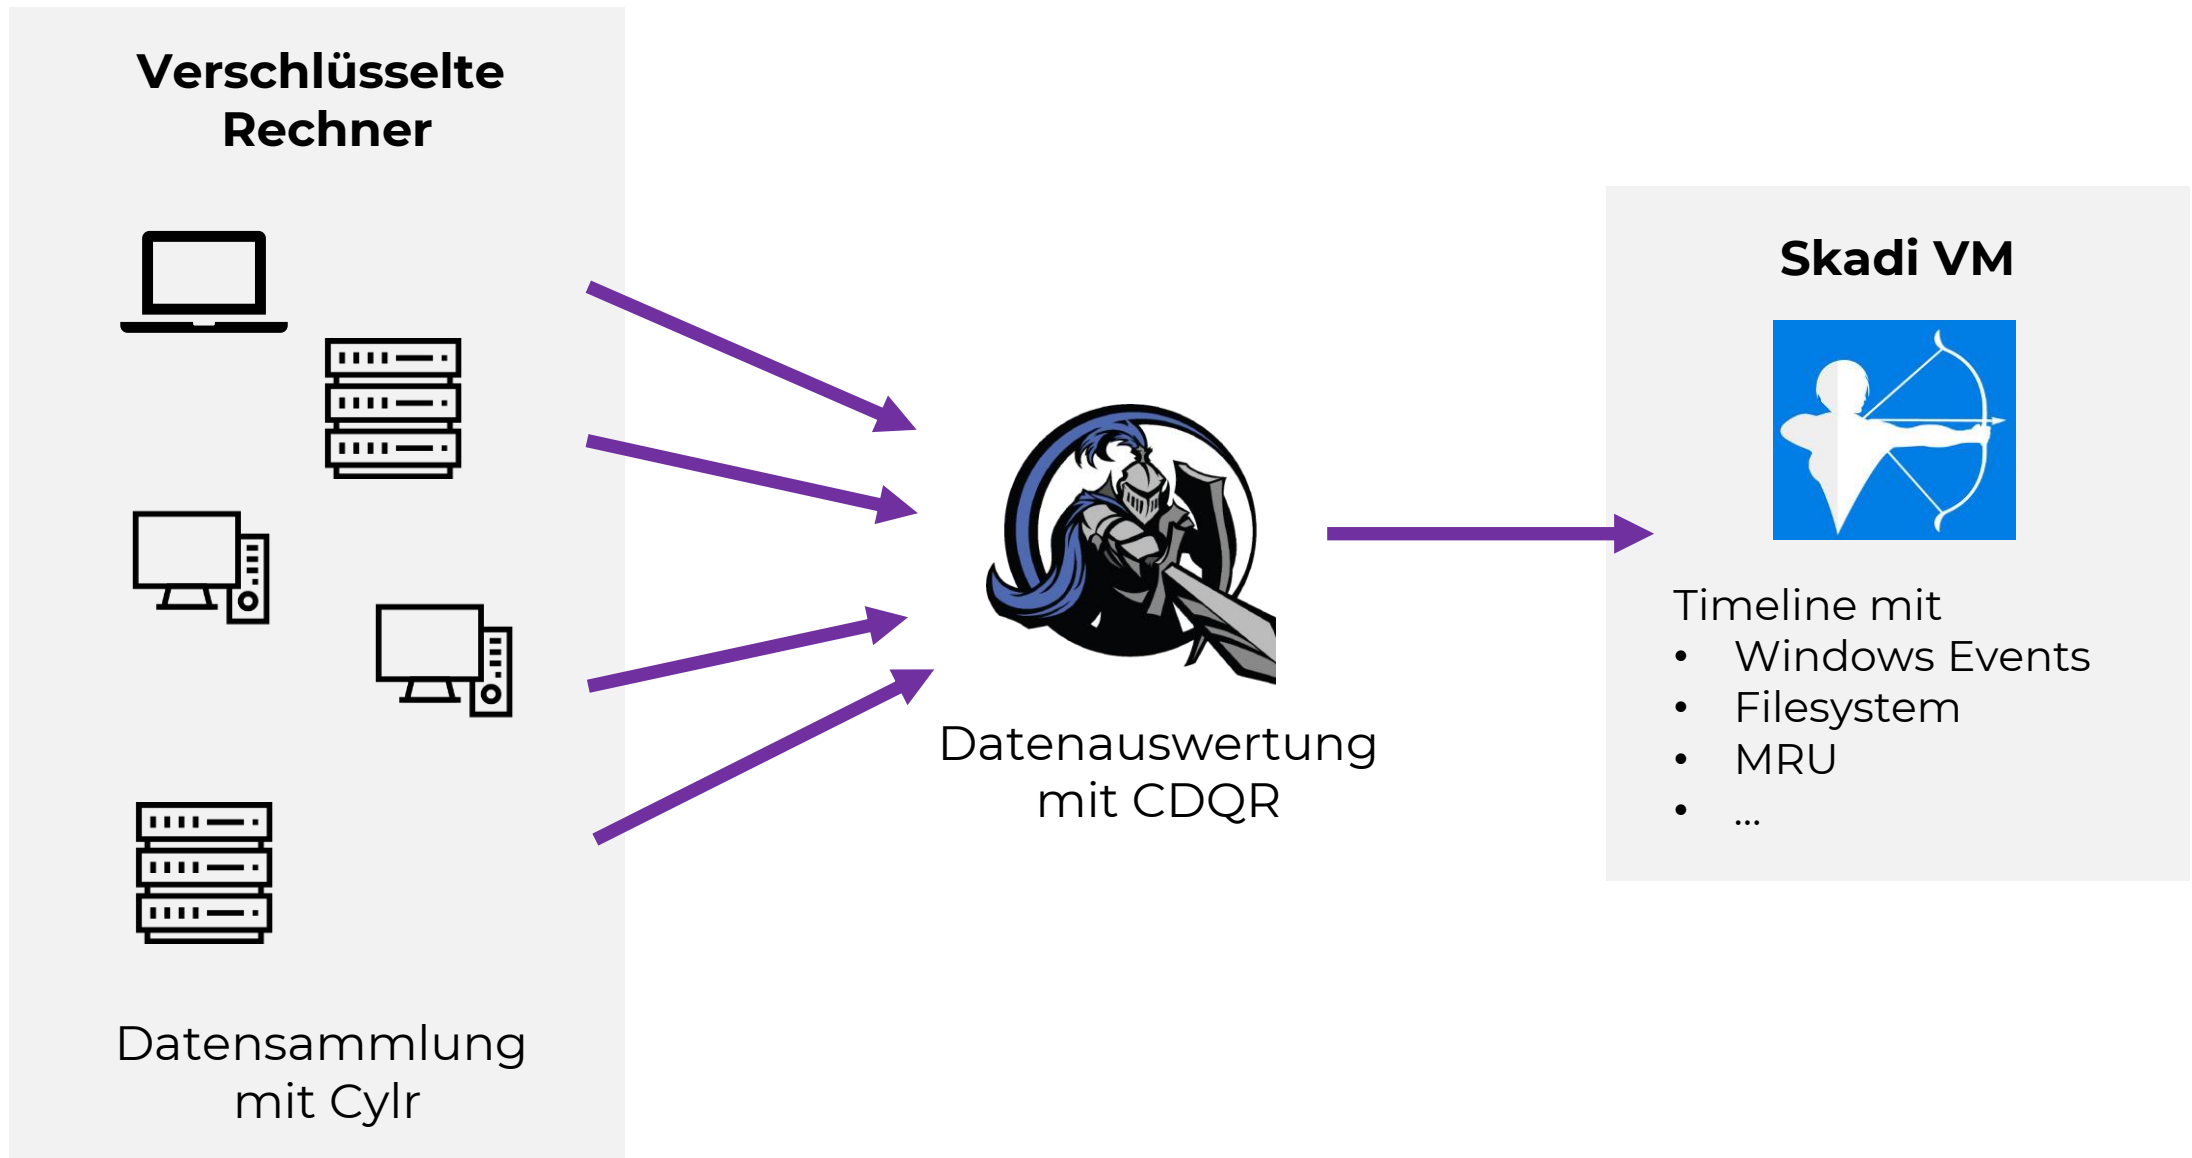 Verschlüsselte
Rechner
Datensammlung
mit Cylr
Datenauswertung
mit CDQR
Skadi VM
Timeline mit
• Windows Events
• Filesystem
• MRU
• ...